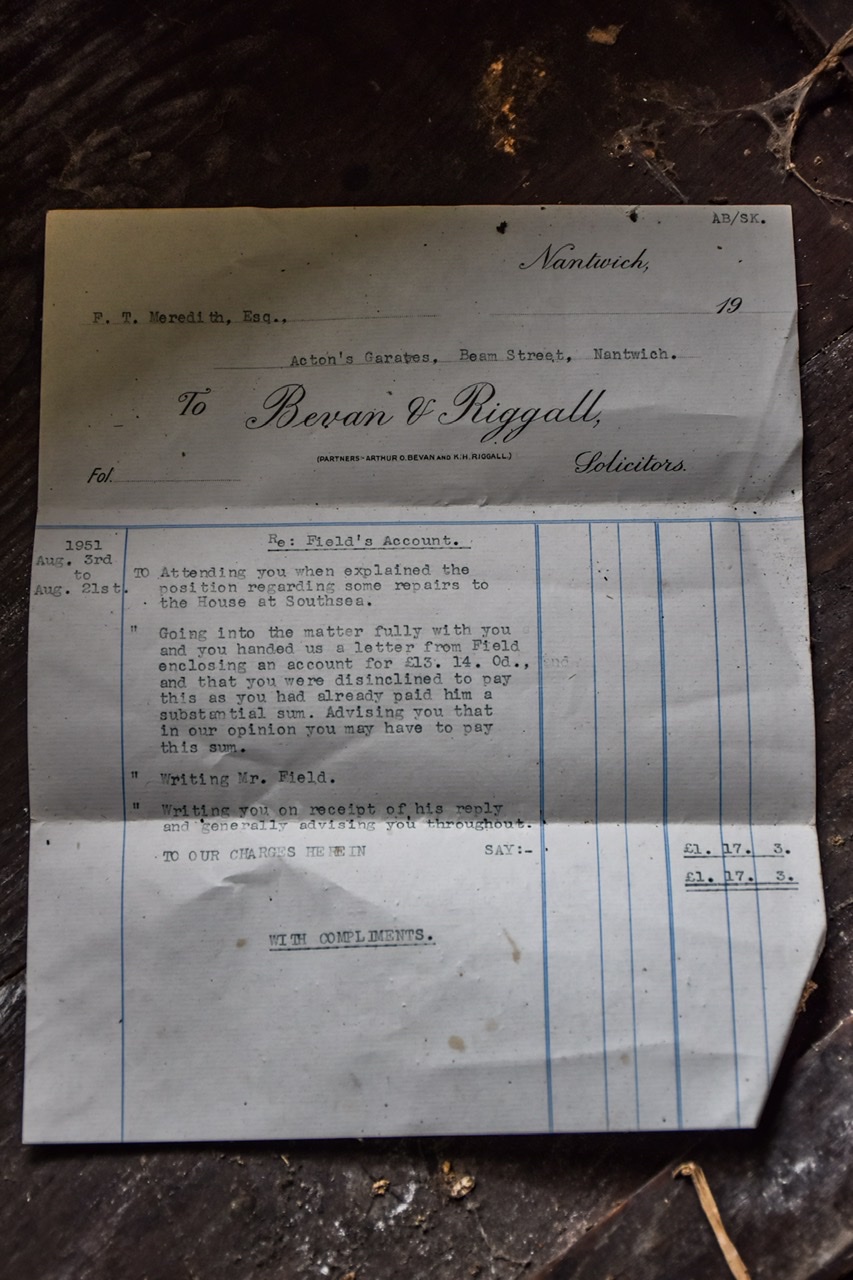 AB/SK.
Nantwich,
19
F. T. Meredith, Esq.,
Acton's Garages, Beam Street, Nantwich.
To Bevan & Riggall,
(PARTNERS- ARTHUR O. BEVAN AND K. H. RIGGALL.)
Solicitors.
Fol.
1951
Aug. 3rd
to
Aug. 21st.
Re: Field's Account.
TO Attending you when explained the
position regarding some repairs to
the House at Southsea.
" Going into the matter fully with you
and you handed us a letter from Field
enclosing an account for £13. 14. 0d.,
and that you were disinclined to pay
this as you had already paid him a
substantial sum. Advising you that
in our opinion you may have to pay
this sum.
" Writing Mr. Field.
" Writing you on receipt of his reply
and generally advising you throughout.
TO OUR CHARGES HEREIN SAY:- £1. 17. 3.
£1. 17. 3.
WITH COMPLIMENTS.